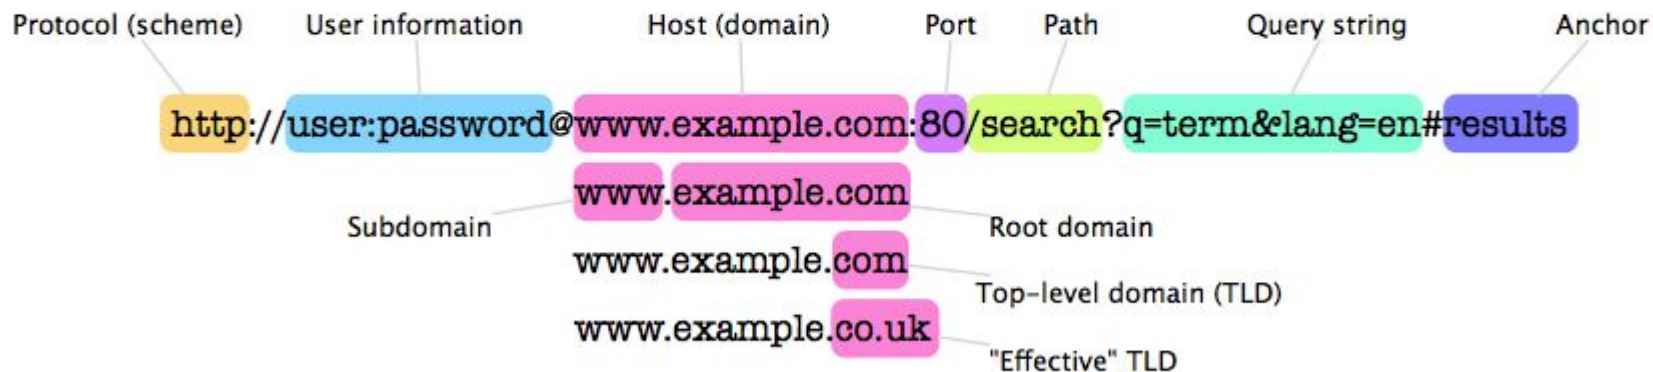 Protocol (scheme) User information Host (domain) Port Path Query string Anchor
http://user:password@www.example.com:80/search?q=term&lang=en#results
www.example.com
Subdomain Root domain
www.example.com
Top-level domain (TLD)
www.example.co.uk
"Effective" TLD